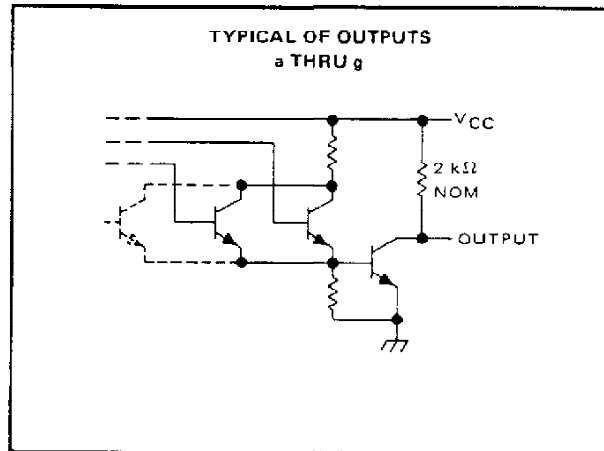 TYPICAL OF OUTPUTS
a THRU g
VCC
2 kΩ
NOM
OUTPUT